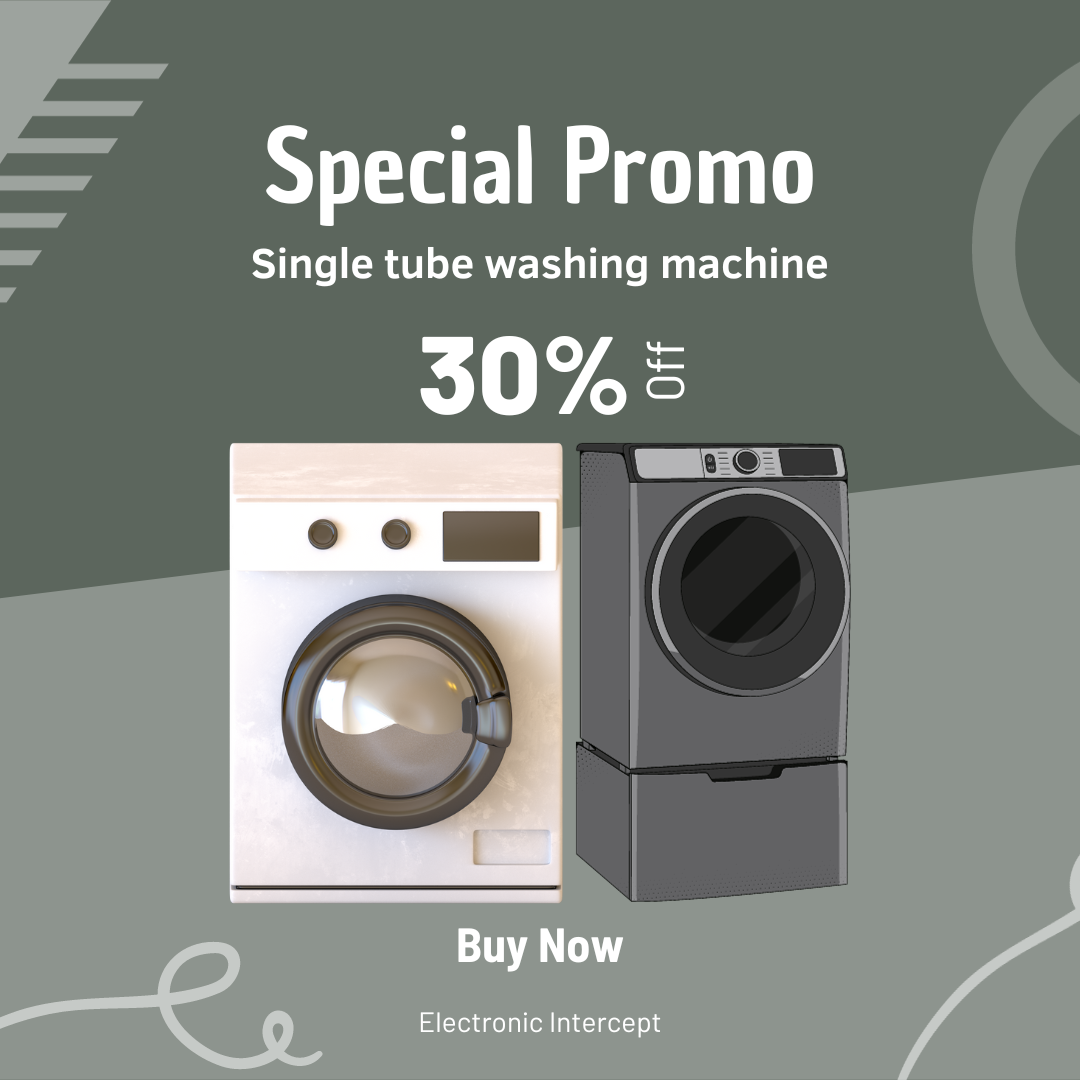 Special Promo
Single tube washing machine
30% Off
Buy Now
Electronic Intercept